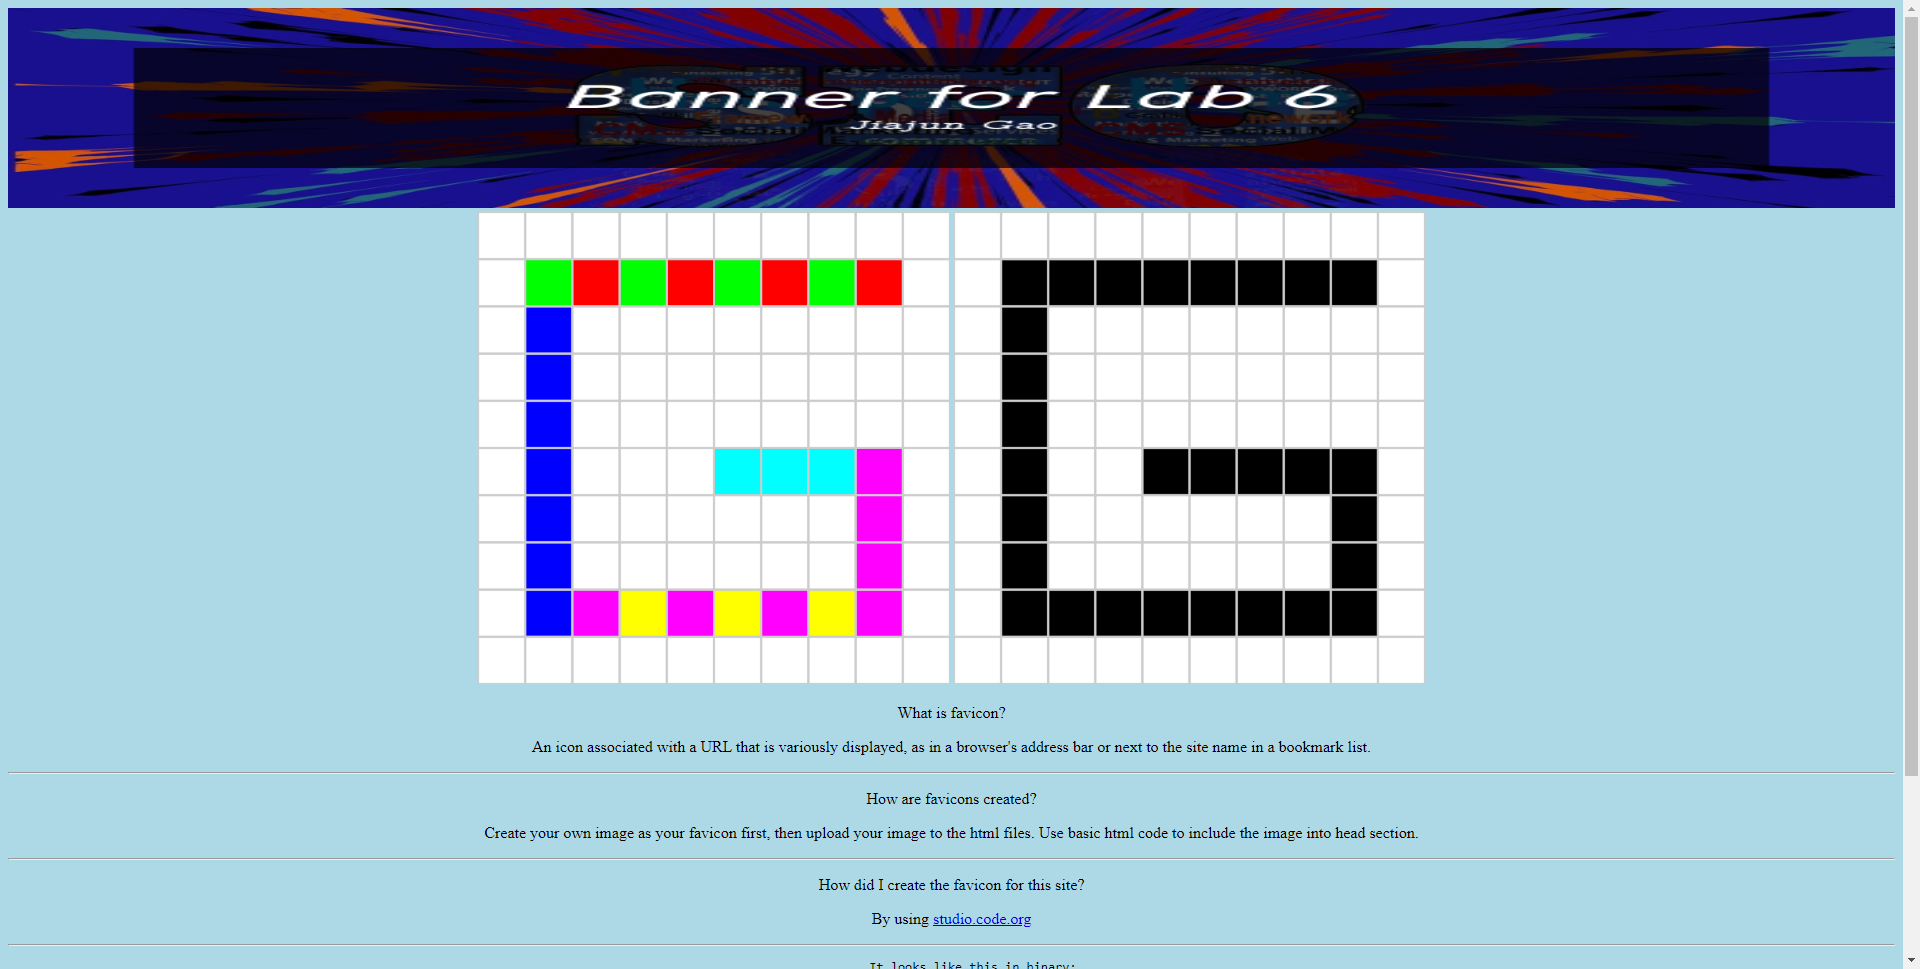 Banner for Lab 6
Jiajun Gao
What is favicon?
An icon associated with a URL that is variously displayed, as in a browser's address bar or next to the site name in a bookmark list.
How are favicons created?
Create your own image as your favicon first, then upload your image to the html files. Use basic html code to include the image into head section.
How did I create the favicon for this site?
By using studio.code.org
It looks like this in binary: